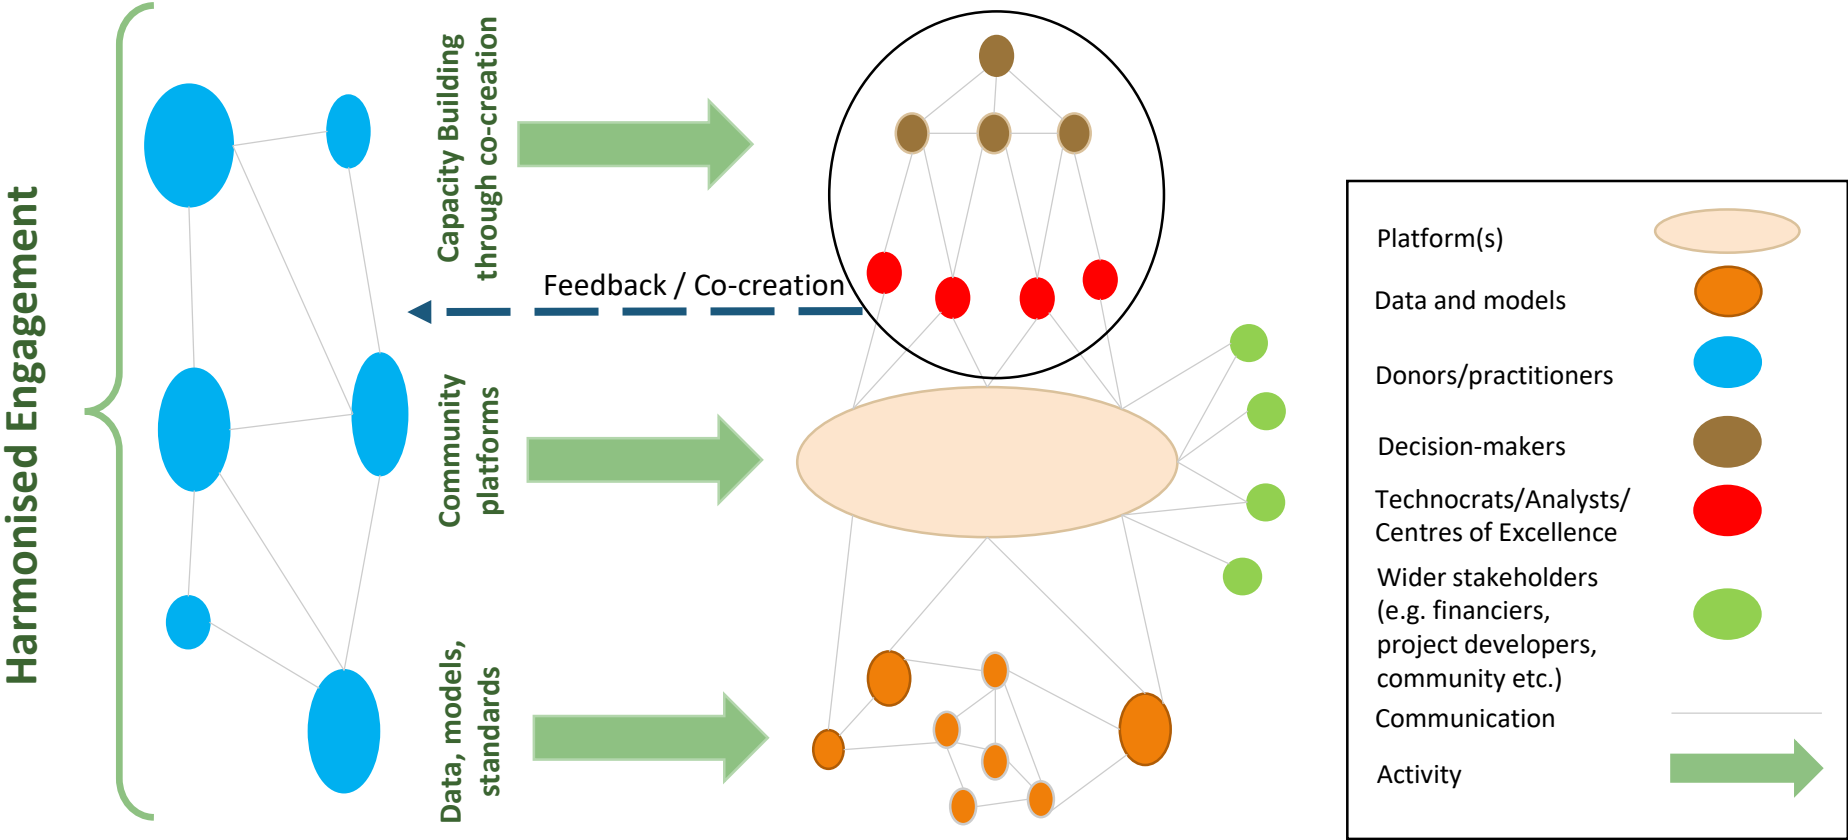 Harmonised Engagement
Capacity Building
through co-creation
Feedback / Co-creation
Community
platforms
Data, models,
standards
Platform(s)
Data and models
Donors/practitioners
Decision-makers
Technocrats/Analysts/
Centres of Excellence
Wider stakeholders
(e.g. financiers,
project developers,
community etc.)
Communication
Activity